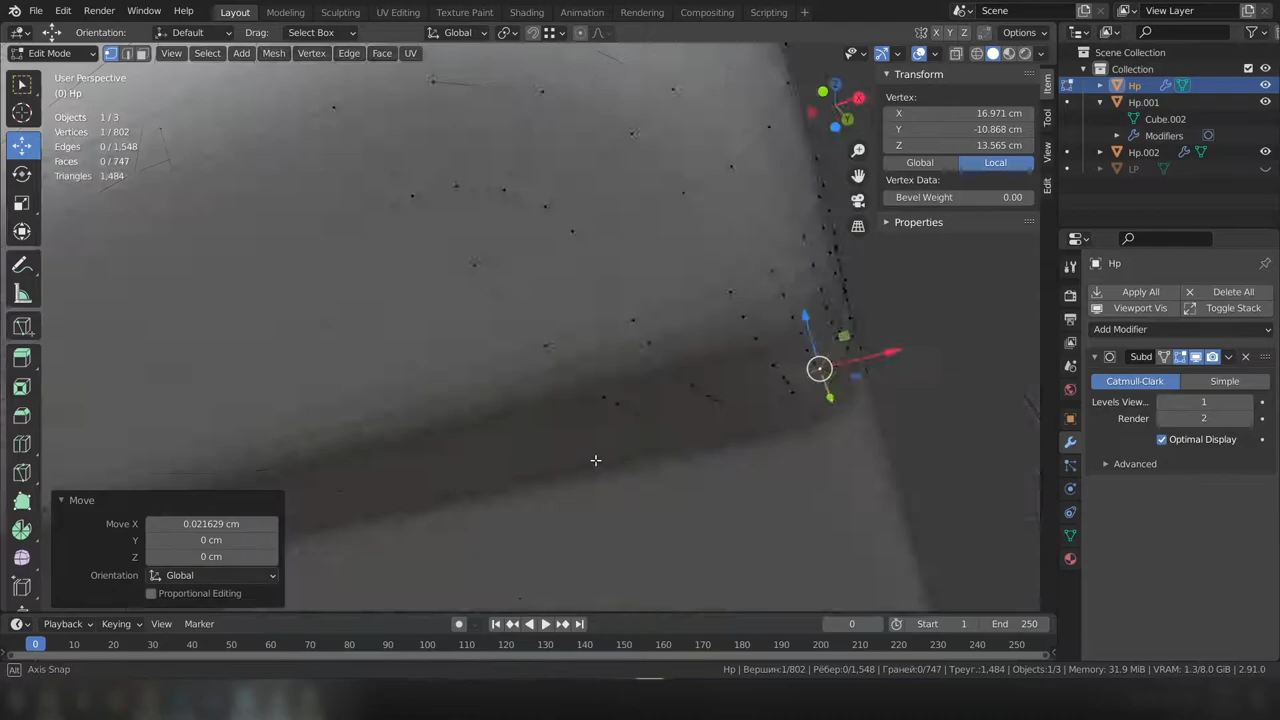 File Edit Render Window Help Layout Modeling Sculpting UV Editing Texture Paint Shading Animation Rendering Compositing Scripting + Scene View Layer
Orientation: Default Drag: Select Box Global X Y Z Options
Edit Mode View Select Add Mesh Vertex Edge Face UV
User Perspective
(0) Hp
Objects 1 / 3
Vertices 1 / 802
Edges 0 / 1,548
Faces 0 / 747
Triangles 1,484
Transform
Vertex:
X 16.971 cm
Y -10.868 cm
Z 13.565 cm
Global Local
Vertex Data:
Bevel Weight 0.00
Properties
Item
Tool
View
Edit
X
Y
Z
Scene Collection
Collection
Hp
Hp.001
Cube.002
Modifiers
Hp.002
LP
Hp
Apply All Delete All
Viewport Vis Toggle Stack
Add Modifier
Subd
Catmull-Clark Simple
Levels View... 1
Render 2
Optimal Display
Advanced
Move
Move X 0.021629 cm
Y 0 cm
Z 0 cm
Orientation Global
Proportional Editing
Playback Keying View Marker 0 Start 1 End 250
0 10 20 30 40 50 60 70 80 90 100 110 120 130 140 150 160 170 180 190 200 210 220 230 240 250
Alt Axis Snap Hp | Вершин:1/802 | Рёбер:0/1,548 | Граней:0/747 | Треуг.:1,484 | Objects:1/3 | Memory: 31.9 MiB | VRAM: 1.3/8.0 GiB | 2.91.0